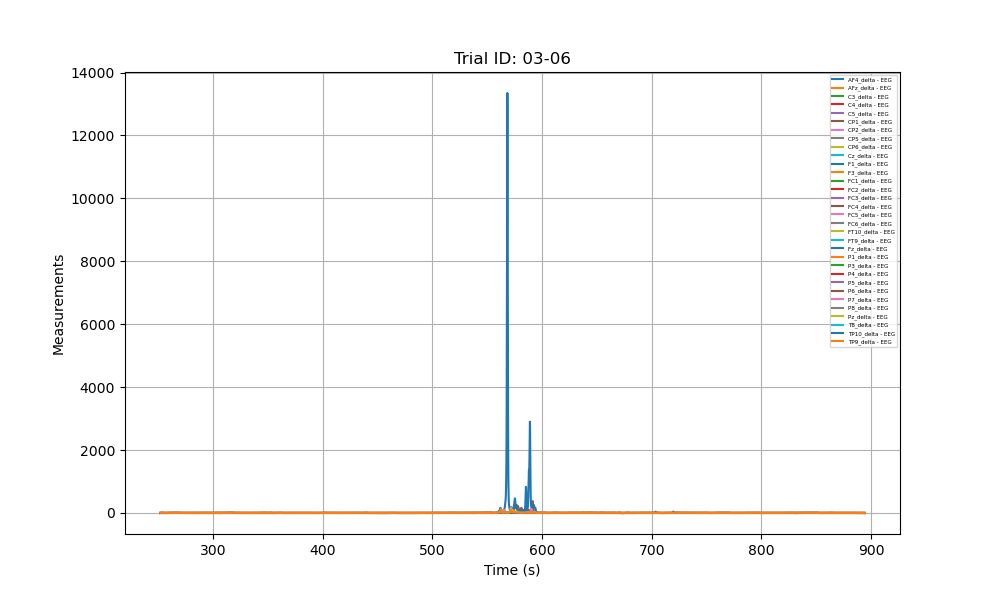 Trial ID: 03-06
14000
12000
10000
8000
6000
4000
2000
0
Measurements
300
400
500
600
700
800
900
Time (s)
AF4_delta - EEG
AFz_delta - EEG
C3_delta - EEG
C4_delta - EEG
C5_delta - EEG
CP1_delta - EEG
CP2_delta - EEG
CP5_delta - EEG
CP6_delta - EEG
Cz_delta - EEG
F1_delta - EEG
F3_delta - EEG
FC1_delta - EEG
FC2_delta - EEG
FC3_delta - EEG
FC4_delta - EEG
FC5_delta - EEG
FC6_delta - EEG
FT10_delta - EEG
FT9_delta - EEG
Fz_delta - EEG
P1_delta - EEG
P3_delta - EEG
P4_delta - EEG
P5_delta - EEG
P6_delta - EEG
P7_delta - EEG
P8_delta - EEG
Pz_delta - EEG
T8_delta - EEG
TP10_delta - EEG
TP9_delta - EEG